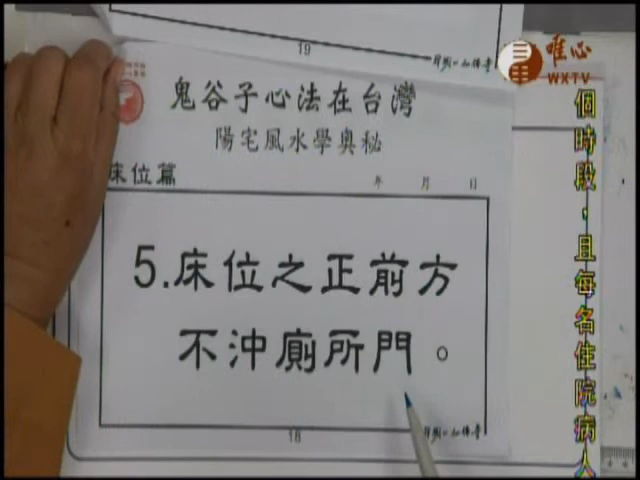 19
唯心
WXTV
鬼谷子心法在台灣
陽宅風水學奧秘
床位篇
年 月 日
5.床位之正前方
不沖廁所門。
18
個時段，且每名住院病人